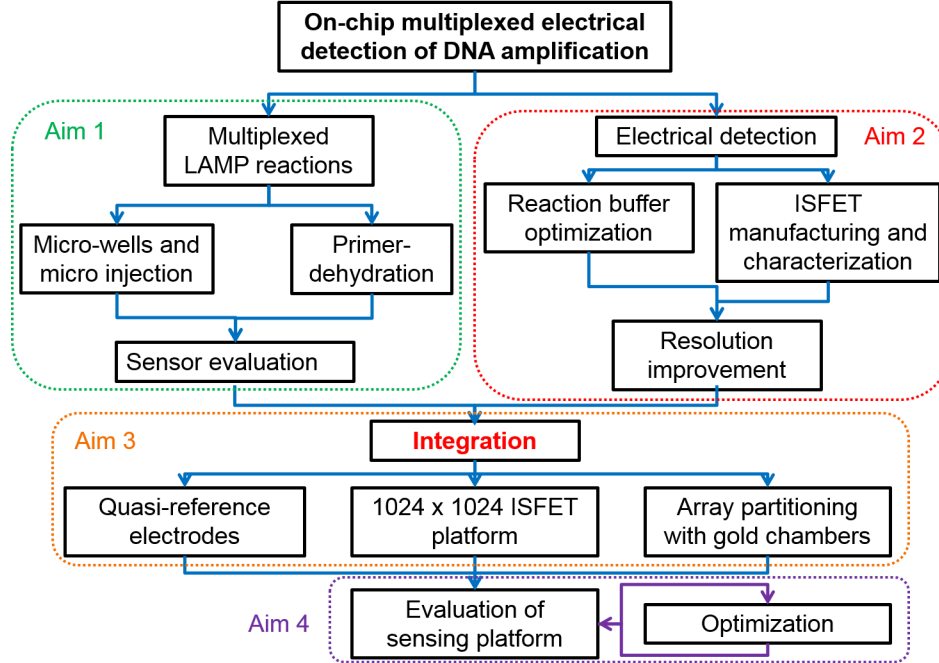 On-chip multiplexed electrical
detection of DNA amplification
Aim 1
Multiplexed
LAMP reactions
Micro-wells and
micro injection
Primer-
dehydration
Sensor evaluation
Aim 2
Electrical detection
Reaction buffer
optimization
ISFET
manufacturing and
characterization
Resolution
improvement
Aim 3
Integration
Quasi-reference
electrodes
1024 x 1024 ISFET
platform
Array partitioning
with gold chambers
Aim 4
Evaluation of
sensing platform
Optimization